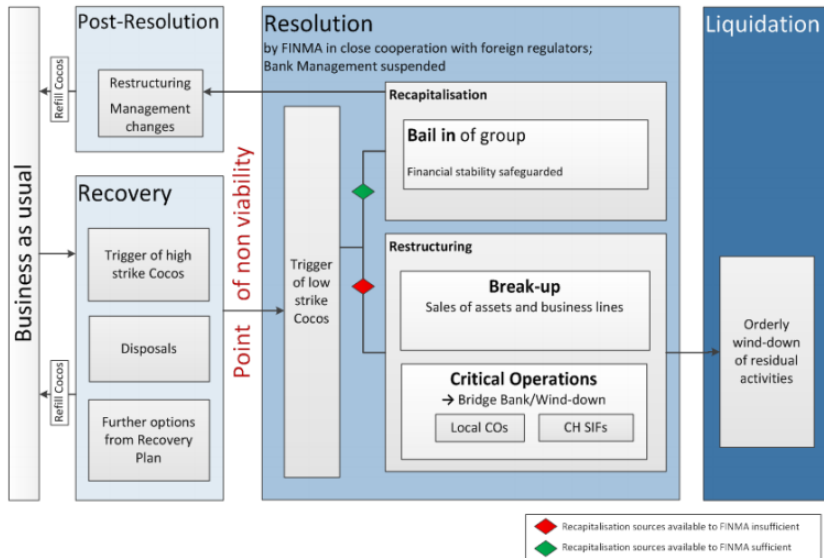 Business as usual
Refill Cocos
Post-Resolution
Restructuring
Management
changes
Recovery
Trigger of high
strike Cocos
Disposals
Refill Cocos
Further options
from Recovery
Plan
Point of non viability
Resolution
by FINMA in close cooperation with foreign regulators;
Bank Management suspended
Trigger
of low
strike
Cocos
Recapitalisation
Bail in of group
Financial stability safeguarded
Restructuring
Break-up
Sales of assets and business lines
Critical Operations
→ Bridge Bank/Wind-down
Local COs
CH SIFs
Liquidation
Orderly
wind-down
of residual
activities
Recapitalisation sources available to FINMA insufficient
Recapitalisation sources available to FINMA sufficient